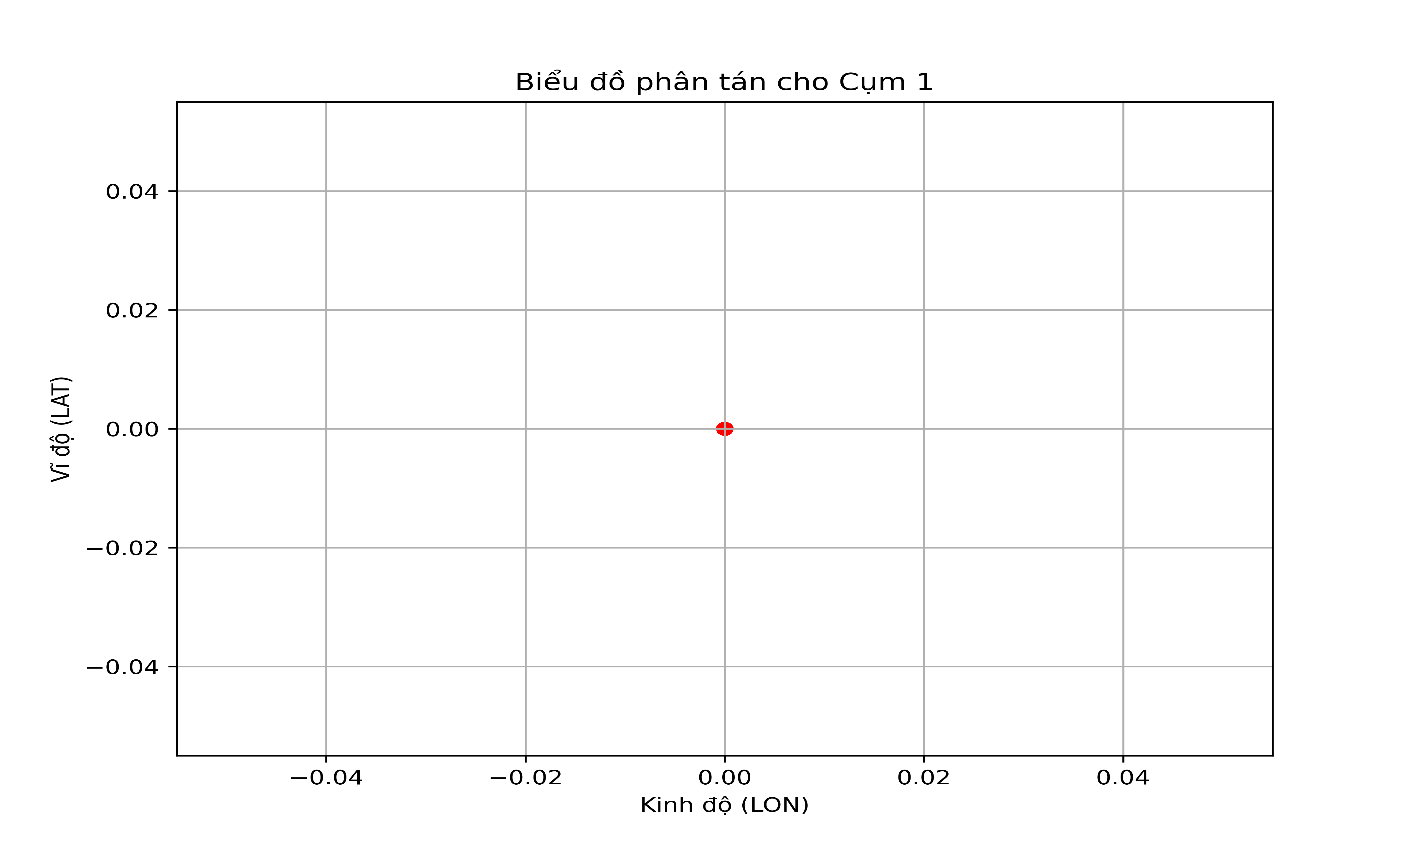 Biểu đồ phân tán cho Cụm 1
0.04
0.02
0.00
−0.02
−0.04
Vĩ độ (LAT)
−0.04 −0.02 0.00 0.02 0.04
Kinh độ (LON)